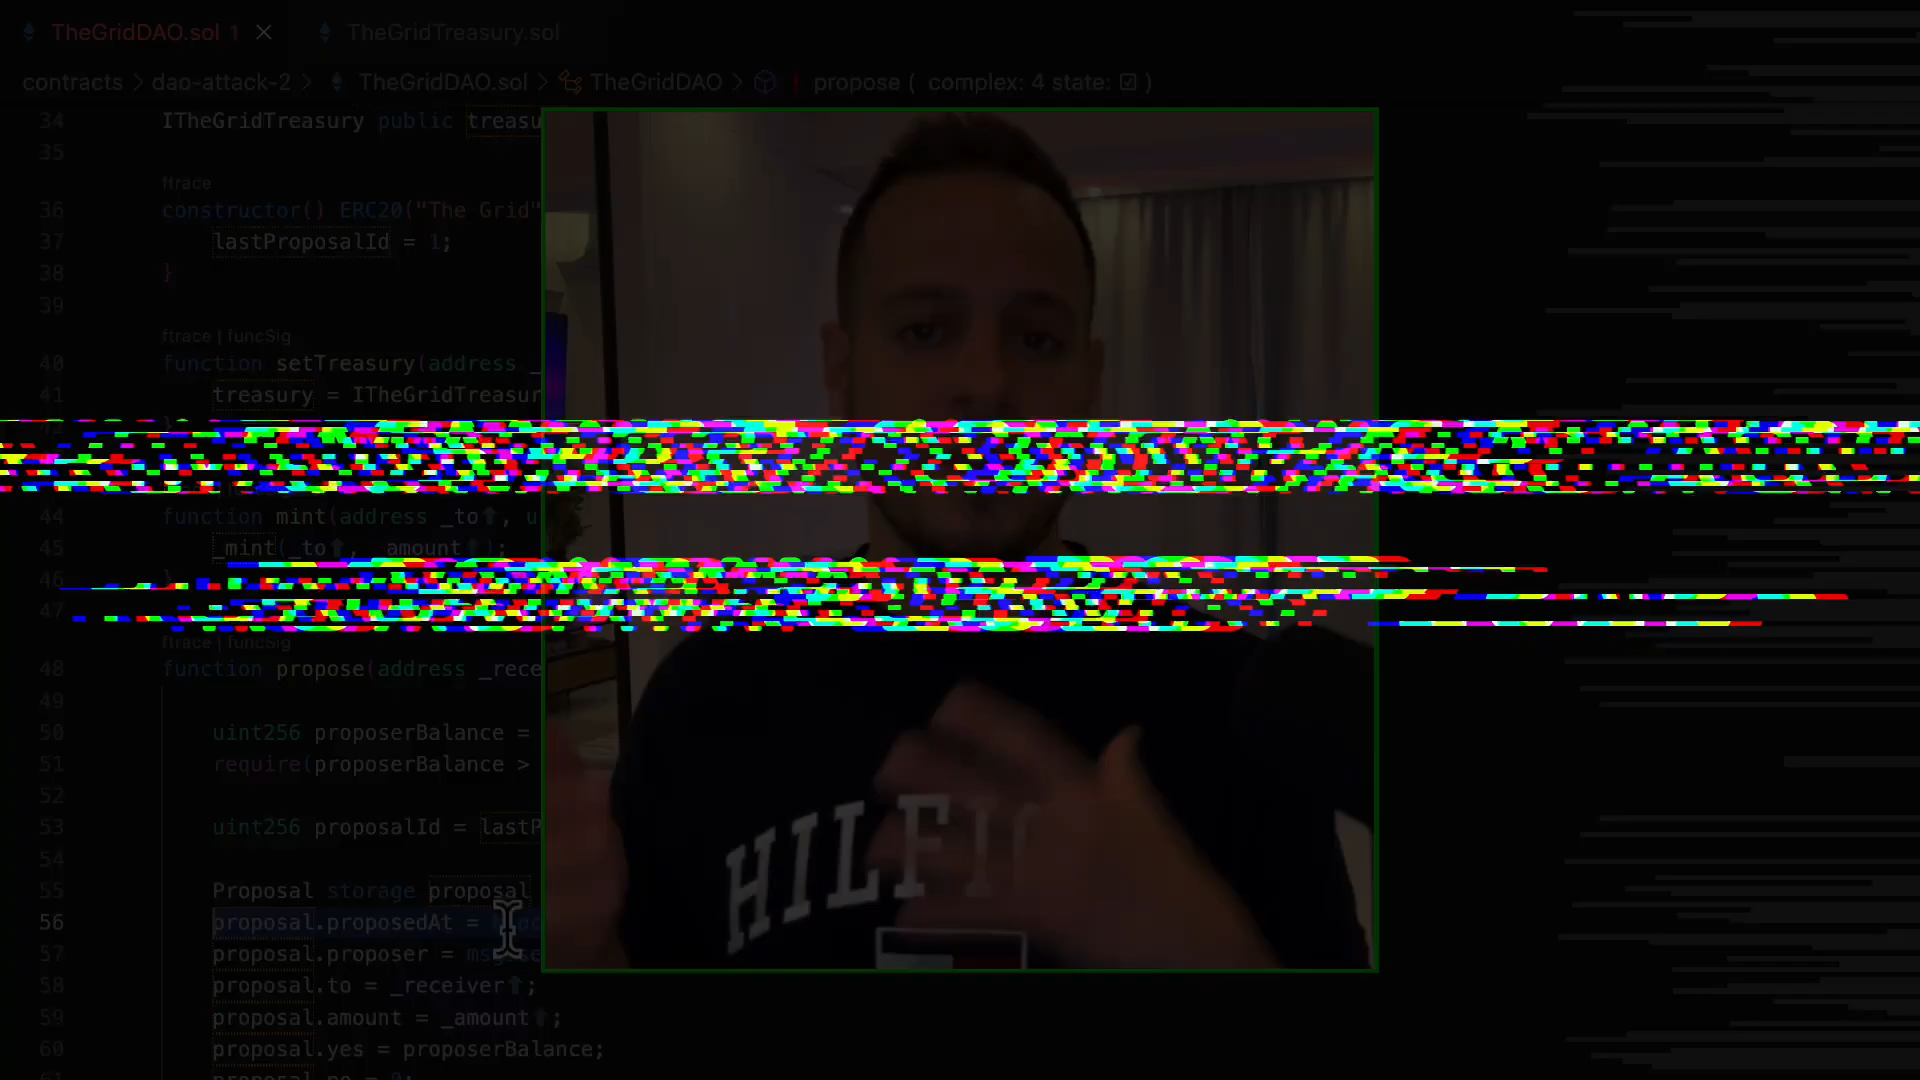 TheGridDAO.sol 1 TheGridTreasury.sol
contracts > dao-attack-2 > TheGridDAO.sol > TheGridDAO > propose ( complex: 4 state: ☑ )
34 ITheGridTreasury public treasu
35
ftrace
36 constructor() ERC20("The Grid"
37 lastProposalId = 1;
38 }
39
ftrace | funcSig
40 function setTreasury(address _
41 treasury = ITheGridTreasur
44 function mint(address _to⬆, u
45 _mint(_to⬆, _amount⬆);
46 }
47
ftrace | funcSig
48 function propose(address _rece
49
50 uint256 proposerBalance =
51 require(proposerBalance >
52
53 uint256 proposalId = lastP
54
55 Proposal storage proposal
56 proposal.proposedAt =
57 proposal.proposer = msg.se
58 proposal.to = _receiver⬆;
59 proposal.amount = _amount⬆;
60 proposal.yes = proposerBalance;
61 proposal.no = 0;
HILFI